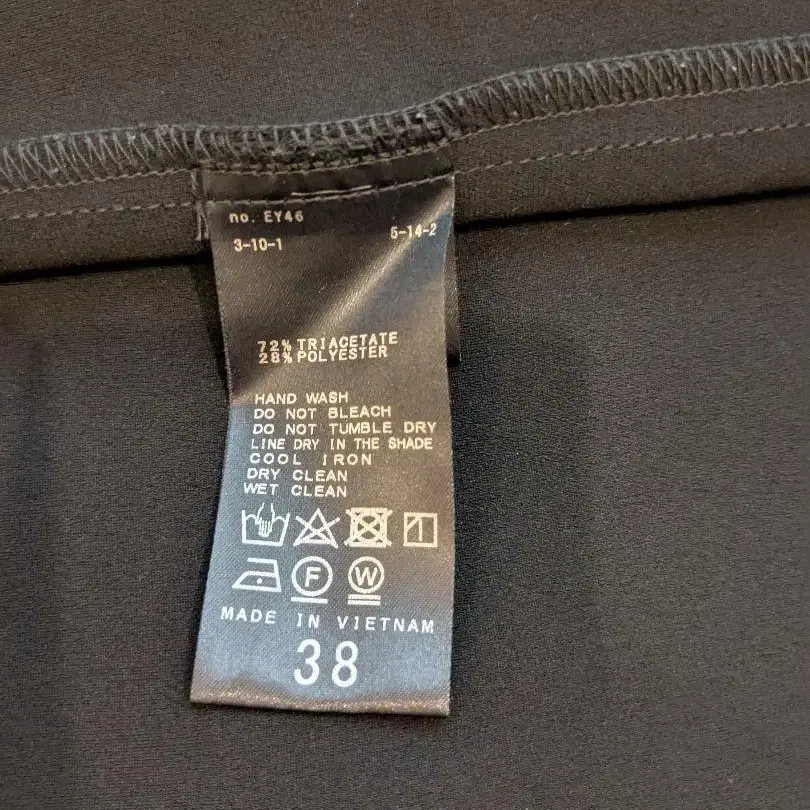 no. EY46
3-10-1 5-14-2
72% TRIACETATE
28% POLYESTER
HAND WASH
DO NOT BLEACH
DO NOT TUMBLE DRY
LINE DRY IN THE SHADE
COOL IRON
DRY CLEAN
WET CLEAN
F W
MADE IN VIETNAM
38